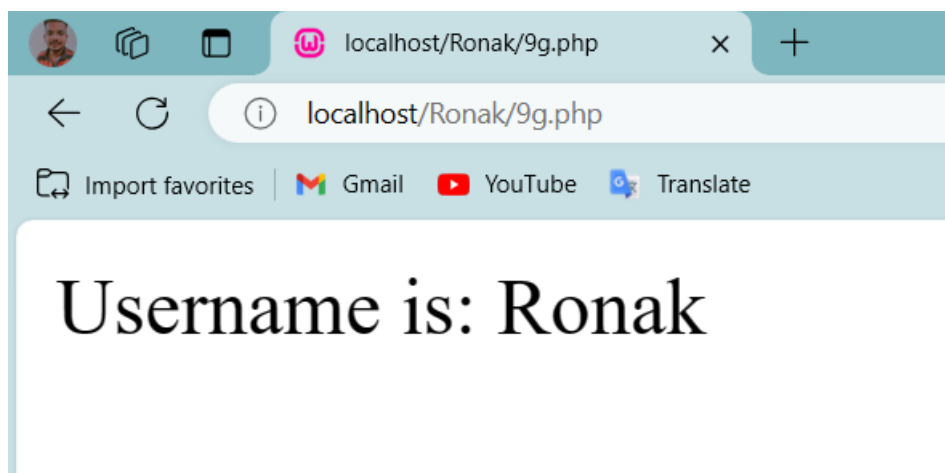 localhost/Ronak/9g.php
localhost/Ronak/9g.php
Import favorites Gmail YouTube Translate
Username is: Ronak